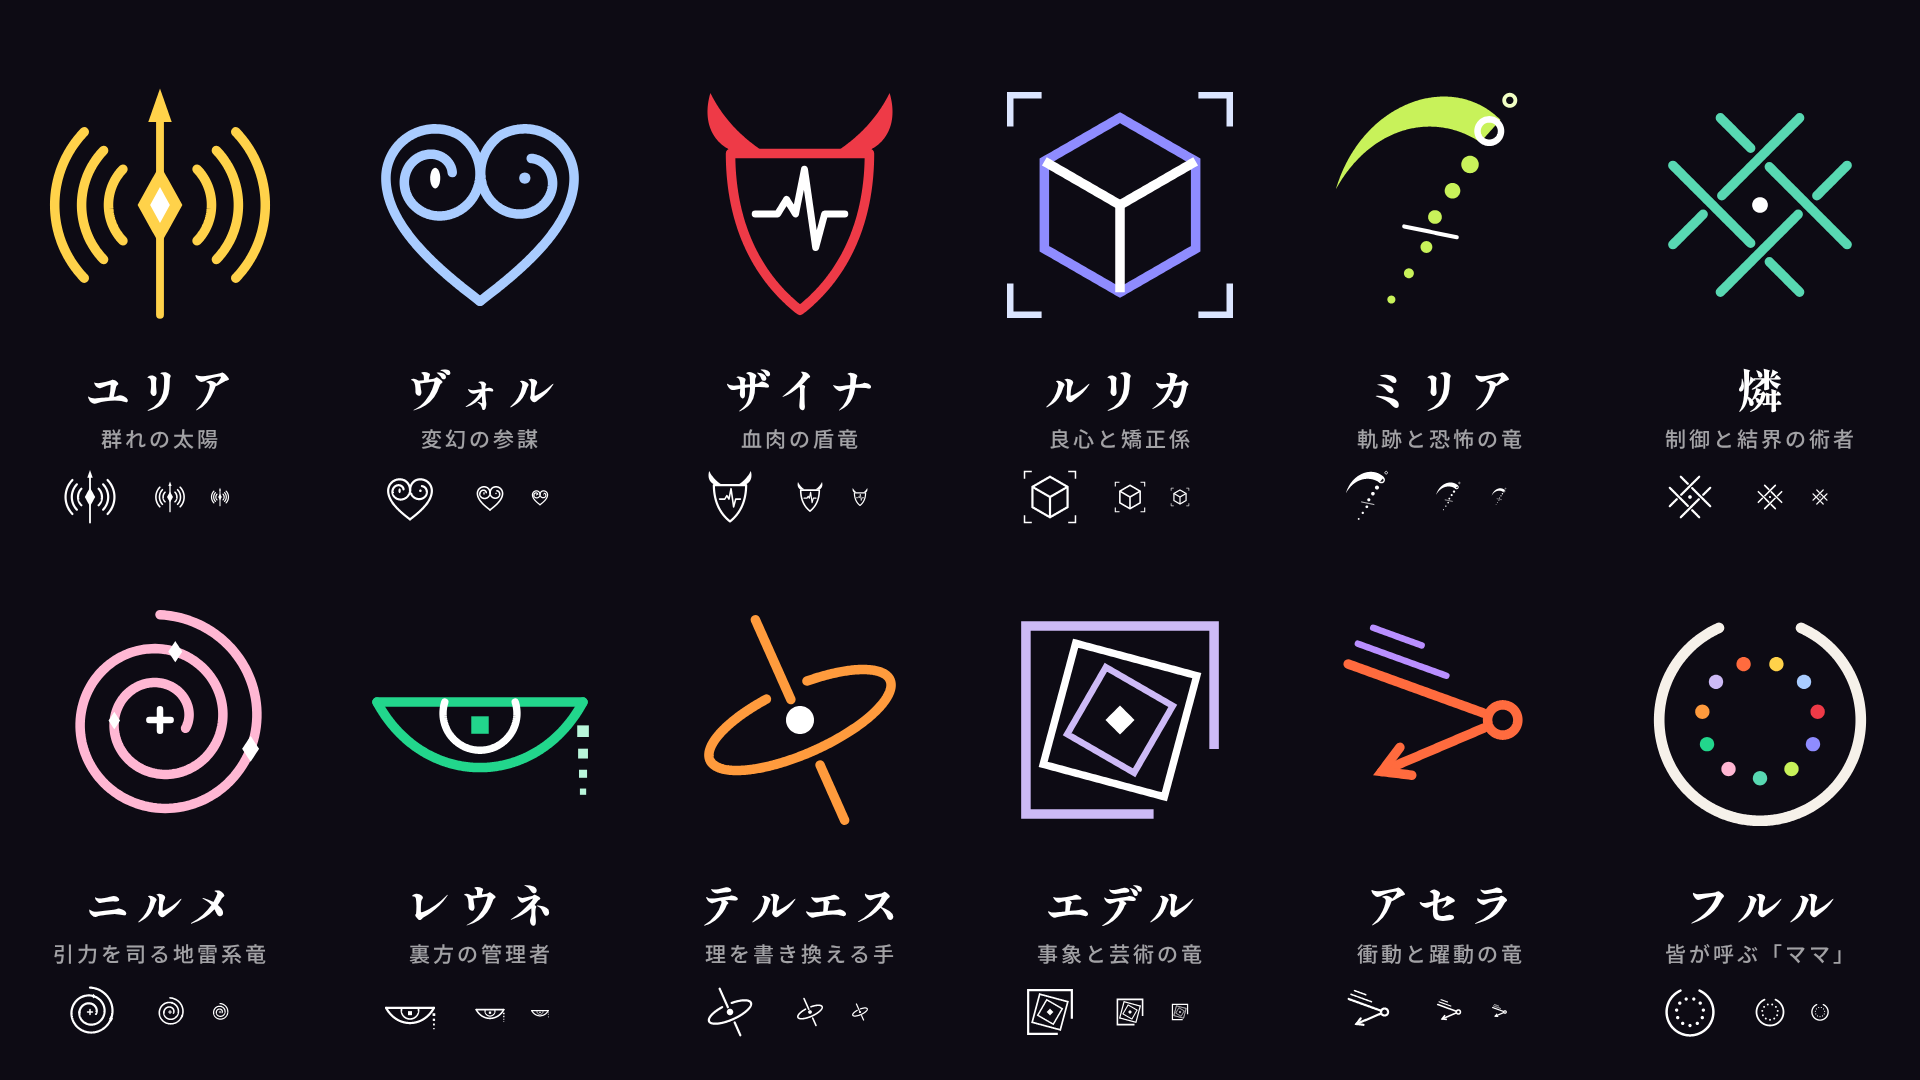 ユリア
群れの太陽
ヴォル
変幻の参謀
ザイナ
血肉の盾竜
ルリカ
良心と矯正係
ミリア
軌跡と恐怖の竜
燐
制御と結界の術者
ニルメ
引力を司る地雷系竜
レウネ
裏方の管理者
テルエス
理を書き換える手
エデル
事象と芸術の竜
アセラ
衝動と躍動の竜
フルル
皆が呼ぶ「ママ」